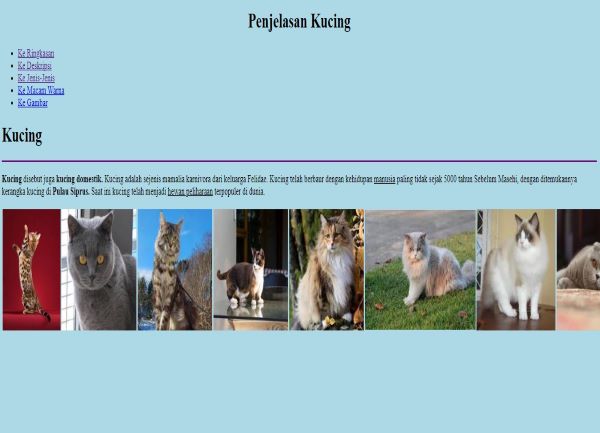 Penjelasan Kucing
Ke Ringkasan
Ke Deskripsi
Ke Jenis-Jenis
Ke Macam Warna
Ke Gambar
Kucing
Kucing disebut juga kucing domestik. Kucing adalah sejenis mamalia karnivora dari keluarga Felidae. Kucing telah berbaur dengan kehidupan manusia paling tidak sejak 5000 tahun Sebelum Masehi, dengan ditemukannya
kerangka kucing di Pulau Siprus. Saat ini kucing telah menjadi hewan peliharaan terpopuler di dunia.